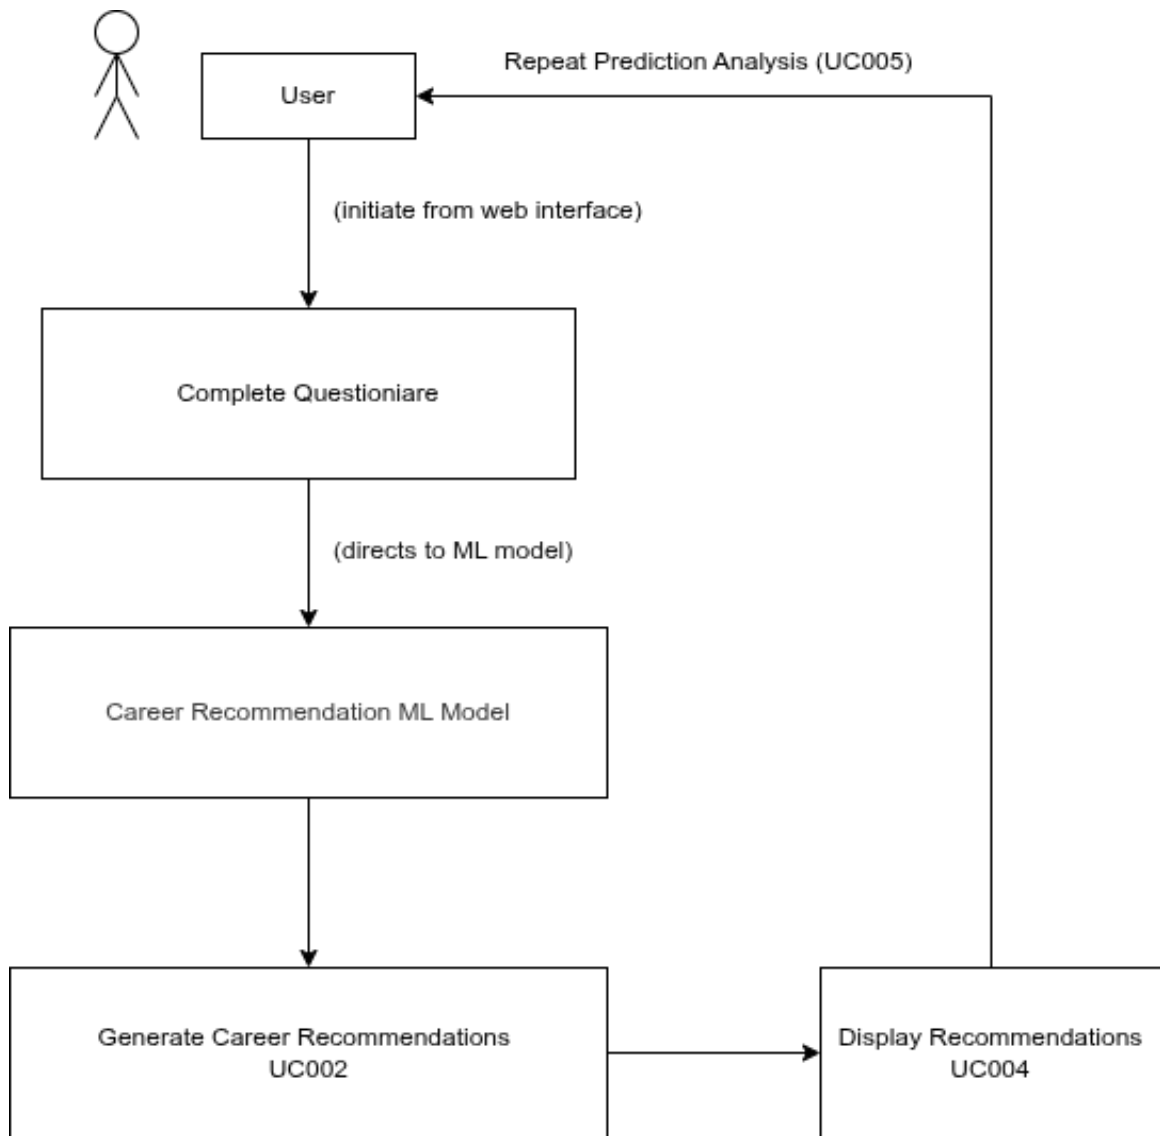 User
Repeat Prediction Analysis (UC005)
(initiate from web interface)
Complete Questioniare
(directs to ML model)
Career Recommendation ML Model
Generate Career Recommendations
UC002
Display Recommendations
UC004